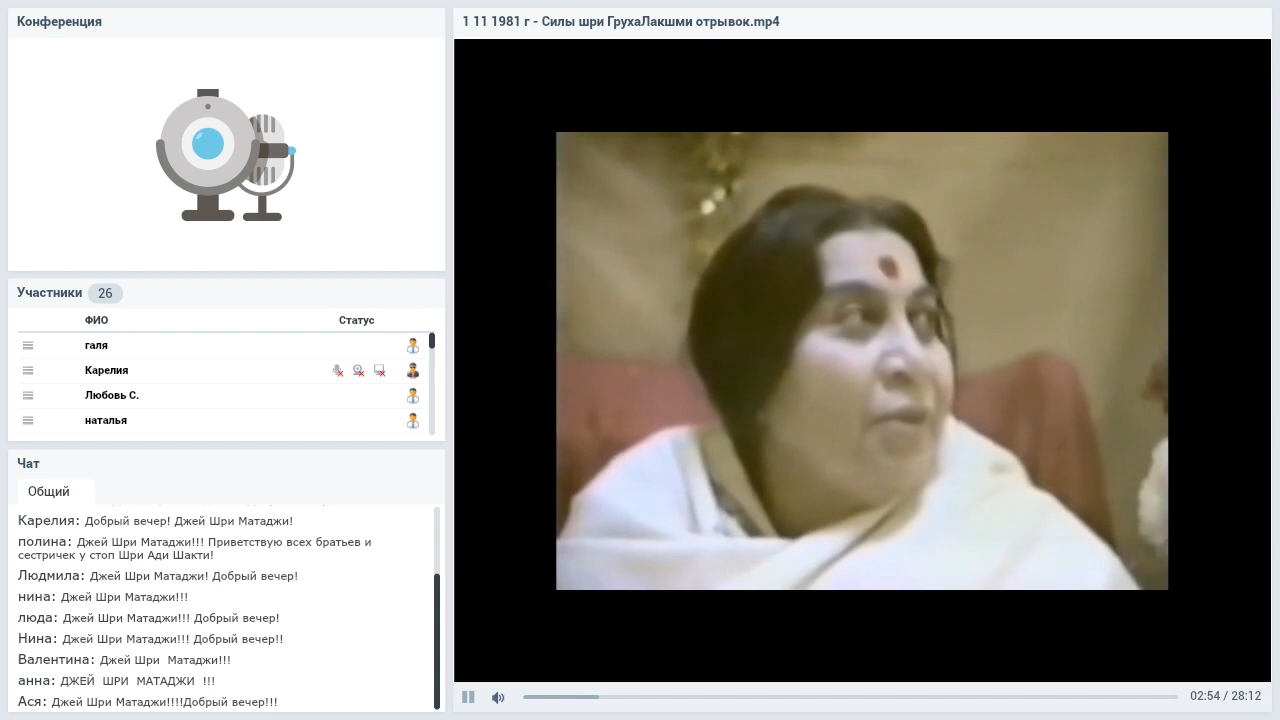 Конференция
1 11 1981 г - Силы шри ГрухаЛакшми отрывок.mp4
Участники 26
ФИО Статус
галя
Карелия
Любовь С.
наталья
Чат
Общий
Карелия: Добрый вечер! Джей Шри Матаджи!
полина: Джей Шри Матаджи!!! Приветствую всех братьев и
сестричек у стоп Шри Ади Шакти!
Людмила: Джей Шри Матаджи! Добрый вечер!
нина: Джей Шри Матаджи!!!
люда: Джей Шри Матаджи!!! Добрый вечер!
Нина: Джей Шри Матаджи!!! Добрый вечер!!
Валентина: Джей Шри  Матаджи!!!
анна: ДЖЕЙ  ШРИ  МАТАДЖИ  !!!
Ася: Джей Шри Матаджи!!!!Добрый вечер!!!
02:54 / 28:12